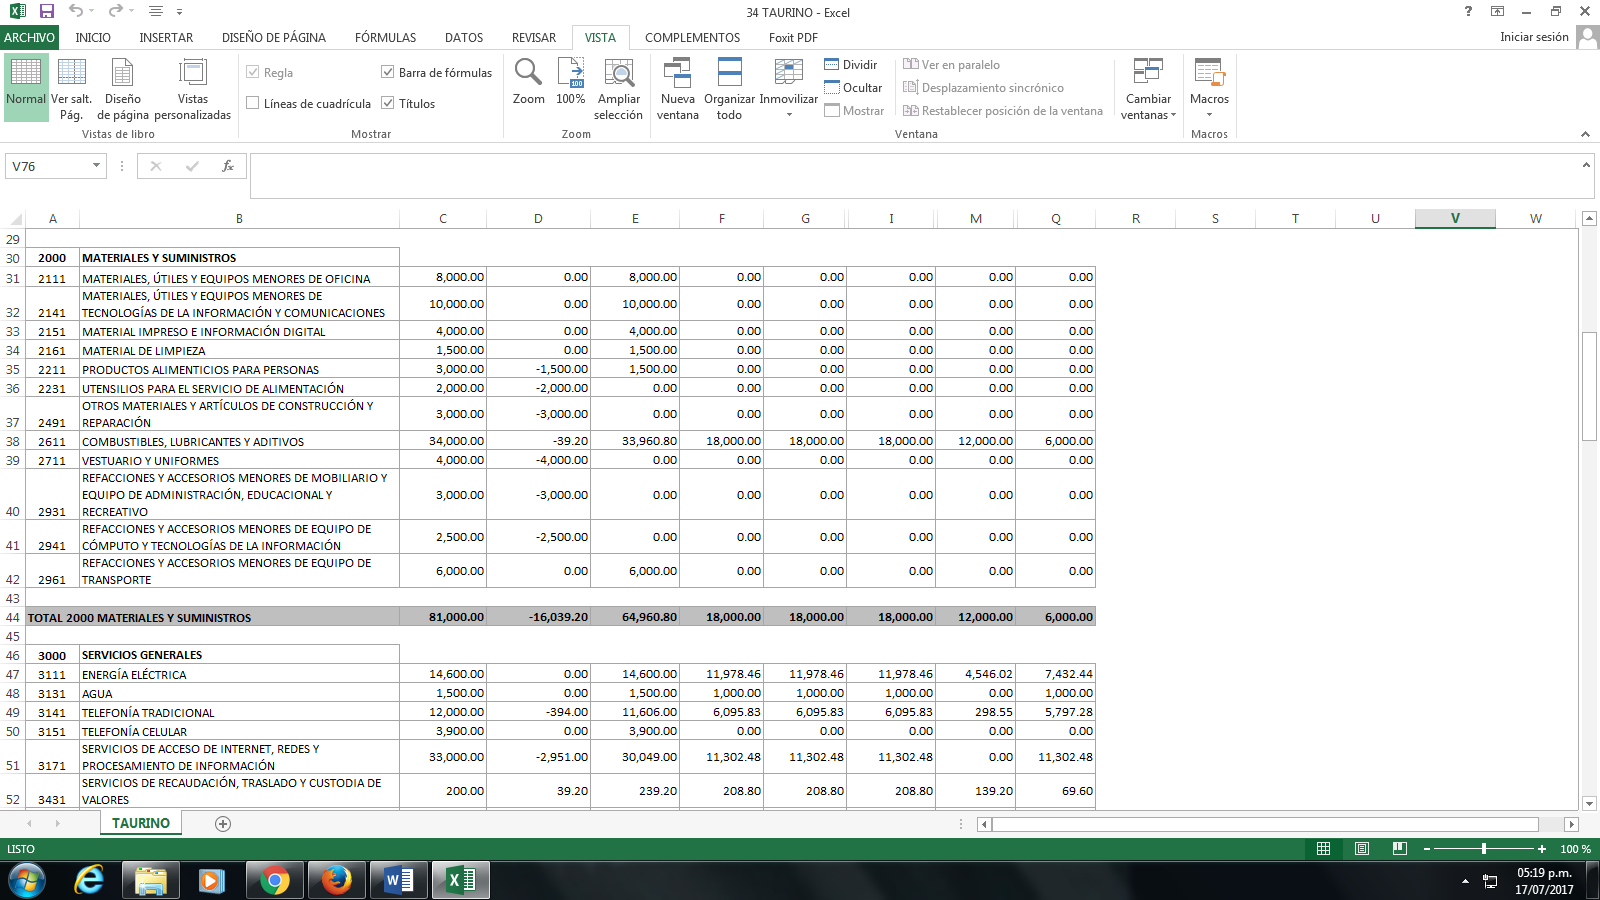 34 TAURINO - Excel
?
ARCHIVO INICIO INSERTAR DISEÑO DE PÁGINA FÓRMULAS DATOS REVISAR VISTA COMPLEMENTOS Foxit PDF Iniciar sesión
Normal
Ver salt. Pág.
Diseño de página
Vistas personalizadas
Vistas de libro
Regla
Barra de fórmulas
Líneas de cuadrícula
Títulos
Mostrar
Zoom
100
100%
Ampliar selección
Zoom
Nueva ventana
Organizar todo
Inmovilizar
Dividir
Ocultar
Mostrar
Ver en paralelo
Desplazamiento sincrónico
Restablecer posición de la ventana
Cambiar ventanas
Ventana
Macros
Macros
V76 fx
A B C D E F G I M Q R S T U V W
29
30 2000 MATERIALES Y SUMINISTROS
31 2111 MATERIALES, ÚTILES Y EQUIPOS MENORES DE OFICINA 8,000.00 0.00 8,000.00 0.00 0.00 0.00 0.00 0.00
MATERIALES, ÚTILES Y EQUIPOS MENORES DE
32 2141 TECNOLOGÍAS DE LA INFORMACIÓN Y COMUNICACIONES 10,000.00 0.00 10,000.00 0.00 0.00 0.00 0.00 0.00
33 2151 MATERIAL IMPRESO E INFORMACIÓN DIGITAL 4,000.00 0.00 4,000.00 0.00 0.00 0.00 0.00 0.00
34 2161 MATERIAL DE LIMPIEZA 1,500.00 0.00 1,500.00 0.00 0.00 0.00 0.00 0.00
35 2211 PRODUCTOS ALIMENTICIOS PARA PERSONAS 3,000.00 -1,500.00 1,500.00 0.00 0.00 0.00 0.00 0.00
36 2231 UTENSILIOS PARA EL SERVICIO DE ALIMENTACIÓN 2,000.00 -2,000.00 0.00 0.00 0.00 0.00 0.00 0.00
OTROS MATERIALES Y ARTÍCULOS DE CONSTRUCCIÓN Y
37 2491 REPARACIÓN 3,000.00 -3,000.00 0.00 0.00 0.00 0.00 0.00 0.00
38 2611 COMBUSTIBLES, LUBRICANTES Y ADITIVOS 34,000.00 -39.20 33,960.80 18,000.00 18,000.00 18,000.00 12,000.00 6,000.00
39 2711 VESTUARIO Y UNIFORMES 4,000.00 -4,000.00 0.00 0.00 0.00 0.00 0.00 0.00
REFACCIONES Y ACCESORIOS MENORES DE MOBILIARIO Y
EQUIPO DE ADMINISTRACIÓN, EDUCACIONAL Y
40 2931 RECREATIVO 3,000.00 -3,000.00 0.00 0.00 0.00 0.00 0.00 0.00
REFACCIONES Y ACCESORIOS MENORES DE EQUIPO DE
41 2941 CÓMPUTO Y TECNOLOGÍAS DE LA INFORMACIÓN 2,500.00 -2,500.00 0.00 0.00 0.00 0.00 0.00 0.00
REFACCIONES Y ACCESORIOS MENORES DE EQUIPO DE
42 2961 TRANSPORTE 6,000.00 0.00 6,000.00 0.00 0.00 0.00 0.00 0.00
43
44 TOTAL 2000 MATERIALES Y SUMINISTROS 81,000.00 -16,039.20 64,960.80 18,000.00 18,000.00 18,000.00 12,000.00 6,000.00
45
46 3000 SERVICIOS GENERALES
47 3111 ENERGÍA ELÉCTRICA 14,600.00 0.00 14,600.00 11,978.46 11,978.46 11,978.46 4,546.02 7,432.44
48 3131 AGUA 1,500.00 0.00 1,500.00 1,000.00 1,000.00 1,000.00 0.00 1,000.00
49 3141 TELEFONÍA TRADICIONAL 12,000.00 -394.00 11,606.00 6,095.83 6,095.83 6,095.83 298.55 5,797.28
50 3151 TELEFONÍA CELULAR 3,900.00 0.00 3,900.00 0.00 0.00 0.00 0.00 0.00
SERVICIOS DE ACCESO DE INTERNET, REDES Y
51 3171 PROCESAMIENTO DE INFORMACIÓN 33,000.00 -2,951.00 30,049.00 11,302.48 11,302.48 11,302.48 0.00 11,302.48
SERVICIOS DE RECAUDACIÓN, TRASLADO Y CUSTODIA DE
52 3431 VALORES 200.00 39.20 239.20 208.80 208.80 208.80 139.20 69.60
TAURINO
LISTO 100 %
05:19 p.m.
17/07/2017